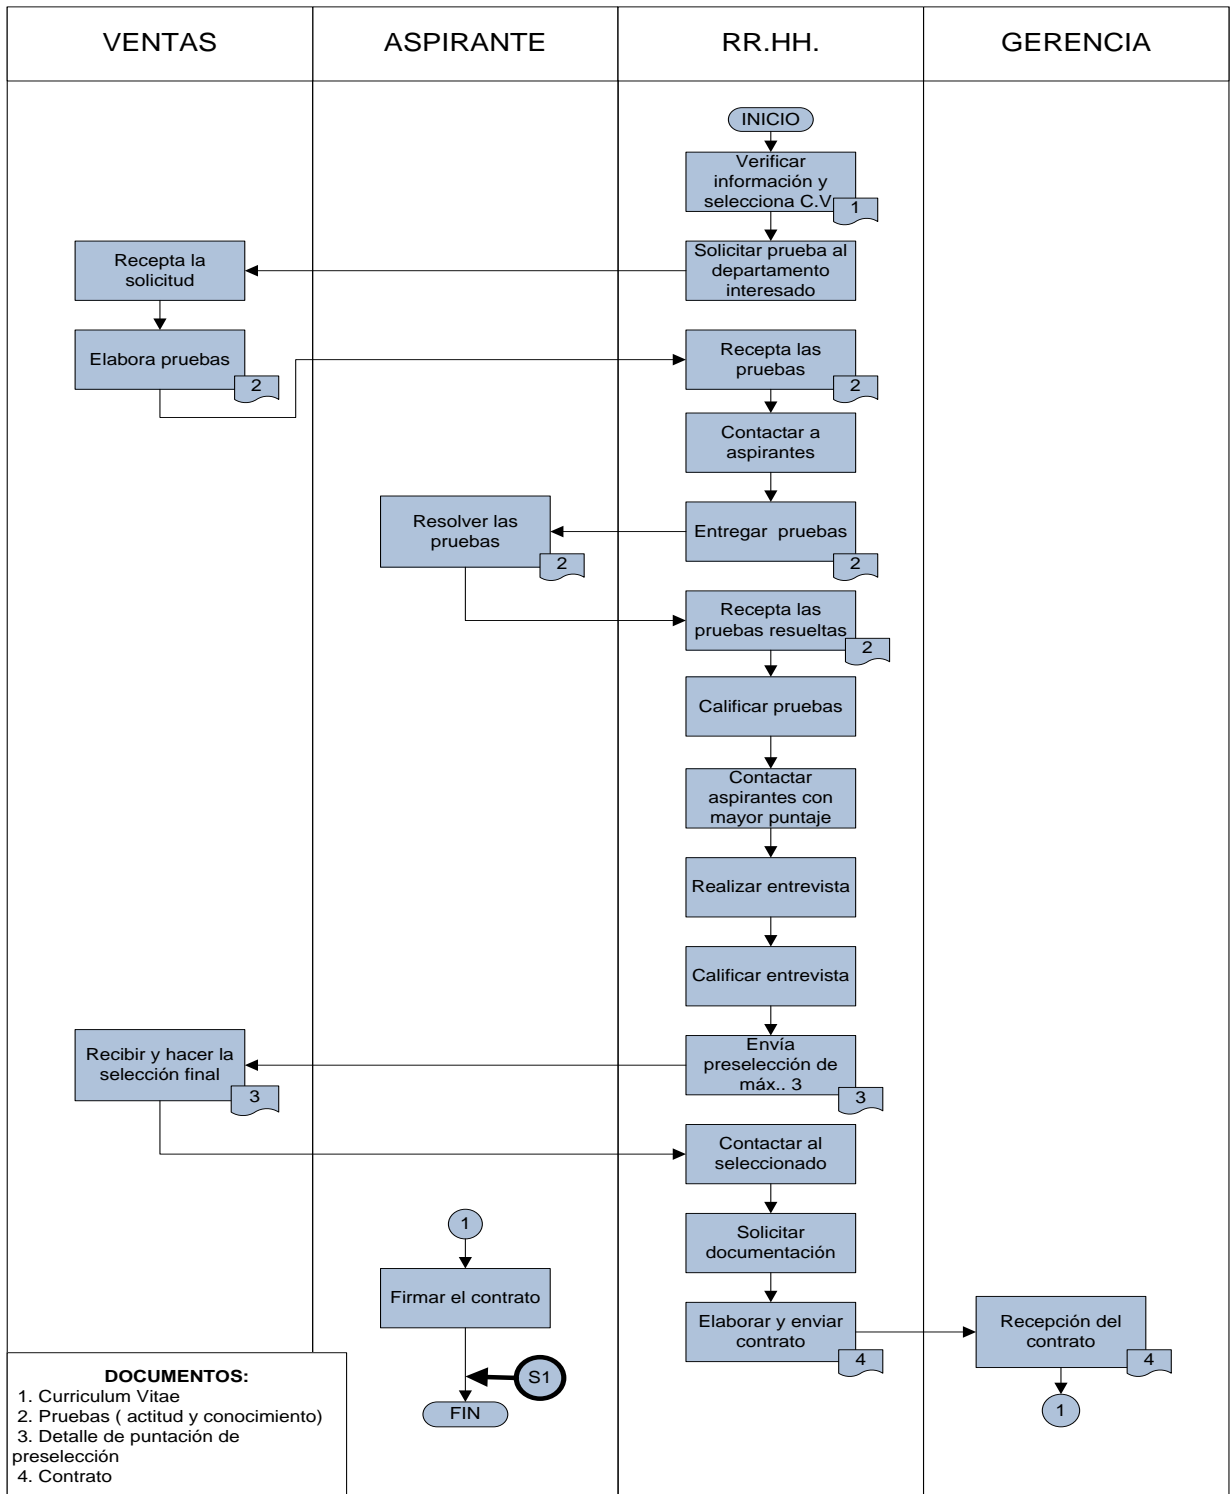 VENTAS
ASPIRANTE
RR.HH.
GERENCIA
INICIO
Verificar
información y
selecciona C.V
1
Recepta la
solicitud
Solicitar prueba al
departamento
interesado
Elabora pruebas
2
Recepta las
pruebas
2
Contactar a
aspirantes
Resolver las
pruebas
2
Entregar  pruebas
2
Recepta las
pruebas resueltas
2
Calificar pruebas
Contactar
aspirantes con
mayor puntaje
Realizar entrevista
Calificar entrevista
Recibir y hacer la
selección final
3
Envía
preselección de
máx.. 3
3
Contactar al
seleccionado
1
Solicitar
documentación
Firmar el contrato
Elaborar y enviar
contrato
4
Recepción del
contrato
4
S1
FIN
1
DOCUMENTOS:
1. Curriculum Vitae
2. Pruebas ( actitud y conocimiento)
3. Detalle de puntación de
preselección
4. Contrato